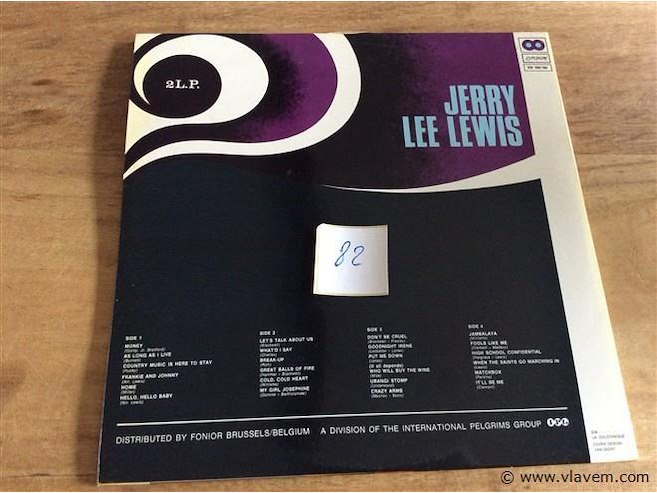 2 L.P.
JERRY
LEE LEWIS
82
SIDE 1
MONEY
AS LONG AS I LIVE
COUNTRY MUSIC IS HERE TO STAY
FRANKIE AND JOHNNY
HOME
HELLO, HELLO BABY
SIDE 2
LET'S TALK ABOUT US
WHAT'D I SAY
BREAK-UP
GREAT BALLS OF FIRE
COLD, COLD HEART
MY GIRL JOSEPHINE
SIDE 3
DON'T BE CRUEL
GOODNIGHT IRENE
PUT ME DOWN
WHO WILL BUY THE WINE
UBANGI STOMP
CRAZY ARMS
SIDE 4
JAMBALAYA
FOOLS LIKE ME
HIGH SCHOOL CONFIDENTIAL
WHEN THE SAINTS GO MARCHING IN
MATCHBOX
IT'LL BE ME
DISTRIBUTED BY FONIOR BRUSSELS/BELGIUM A DIVISION OF THE INTERNATIONAL PELGRIMS GROUP IPG
© www.vlavem.com